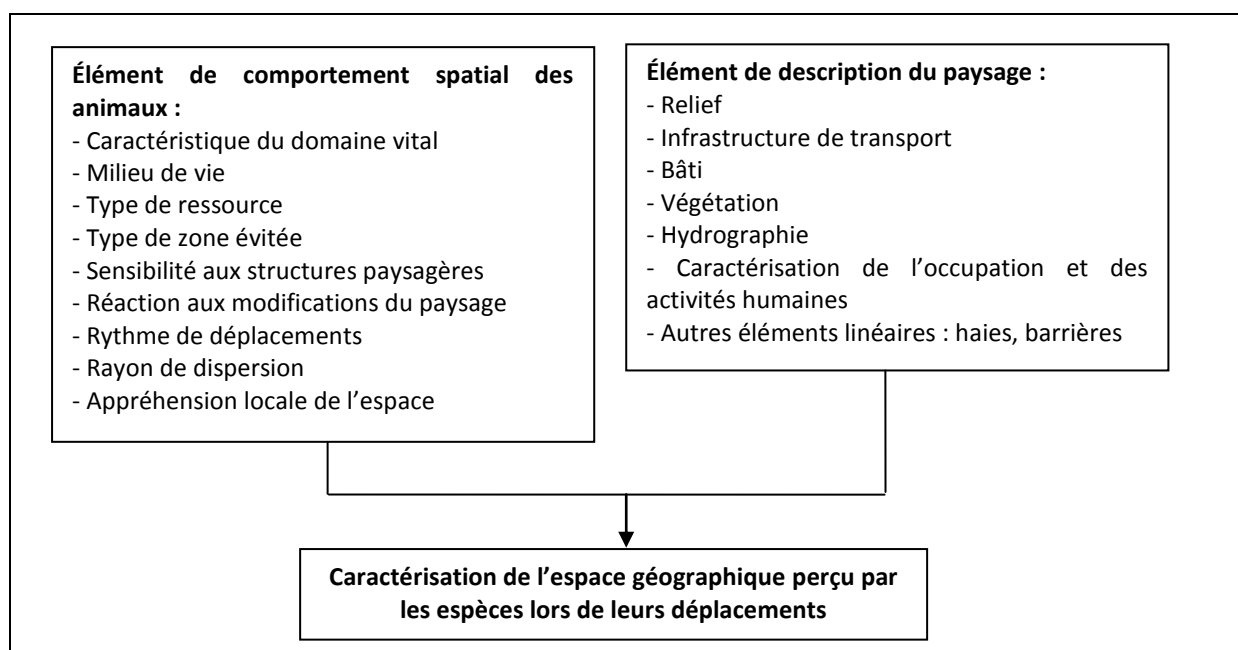 Élément de comportement spatial des
animaux :
- Caractéristique du domaine vital
- Milieu de vie
- Type de ressource
- Type de zone évitée
- Sensibilité aux structures paysagères
- Réaction aux modifications du paysage
- Rythme de déplacements
- Rayon de dispersion
- Appréhension locale de l’espace
Élément de description du paysage :
- Relief
- Infrastructure de transport
- Bâti
- Végétation
- Hydrographie
- Caractérisation de l’occupation et des
activités humaines
- Autres éléments linéaires : haies, barrières
Caractérisation de l’espace géographique perçu par
les espèces lors de leurs déplacements